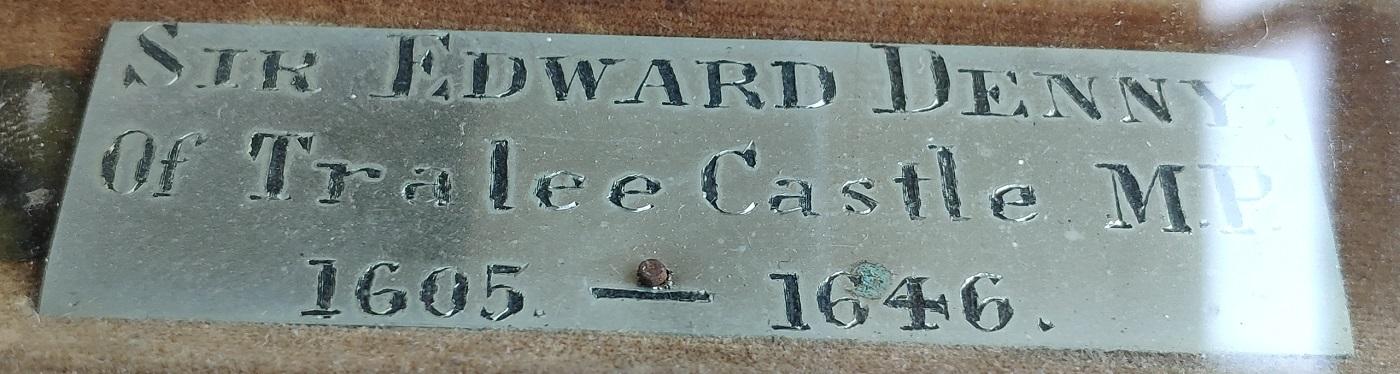 SIR EDWARD DENNY
Of Tralee Castle M.P.
1605. — 1646.